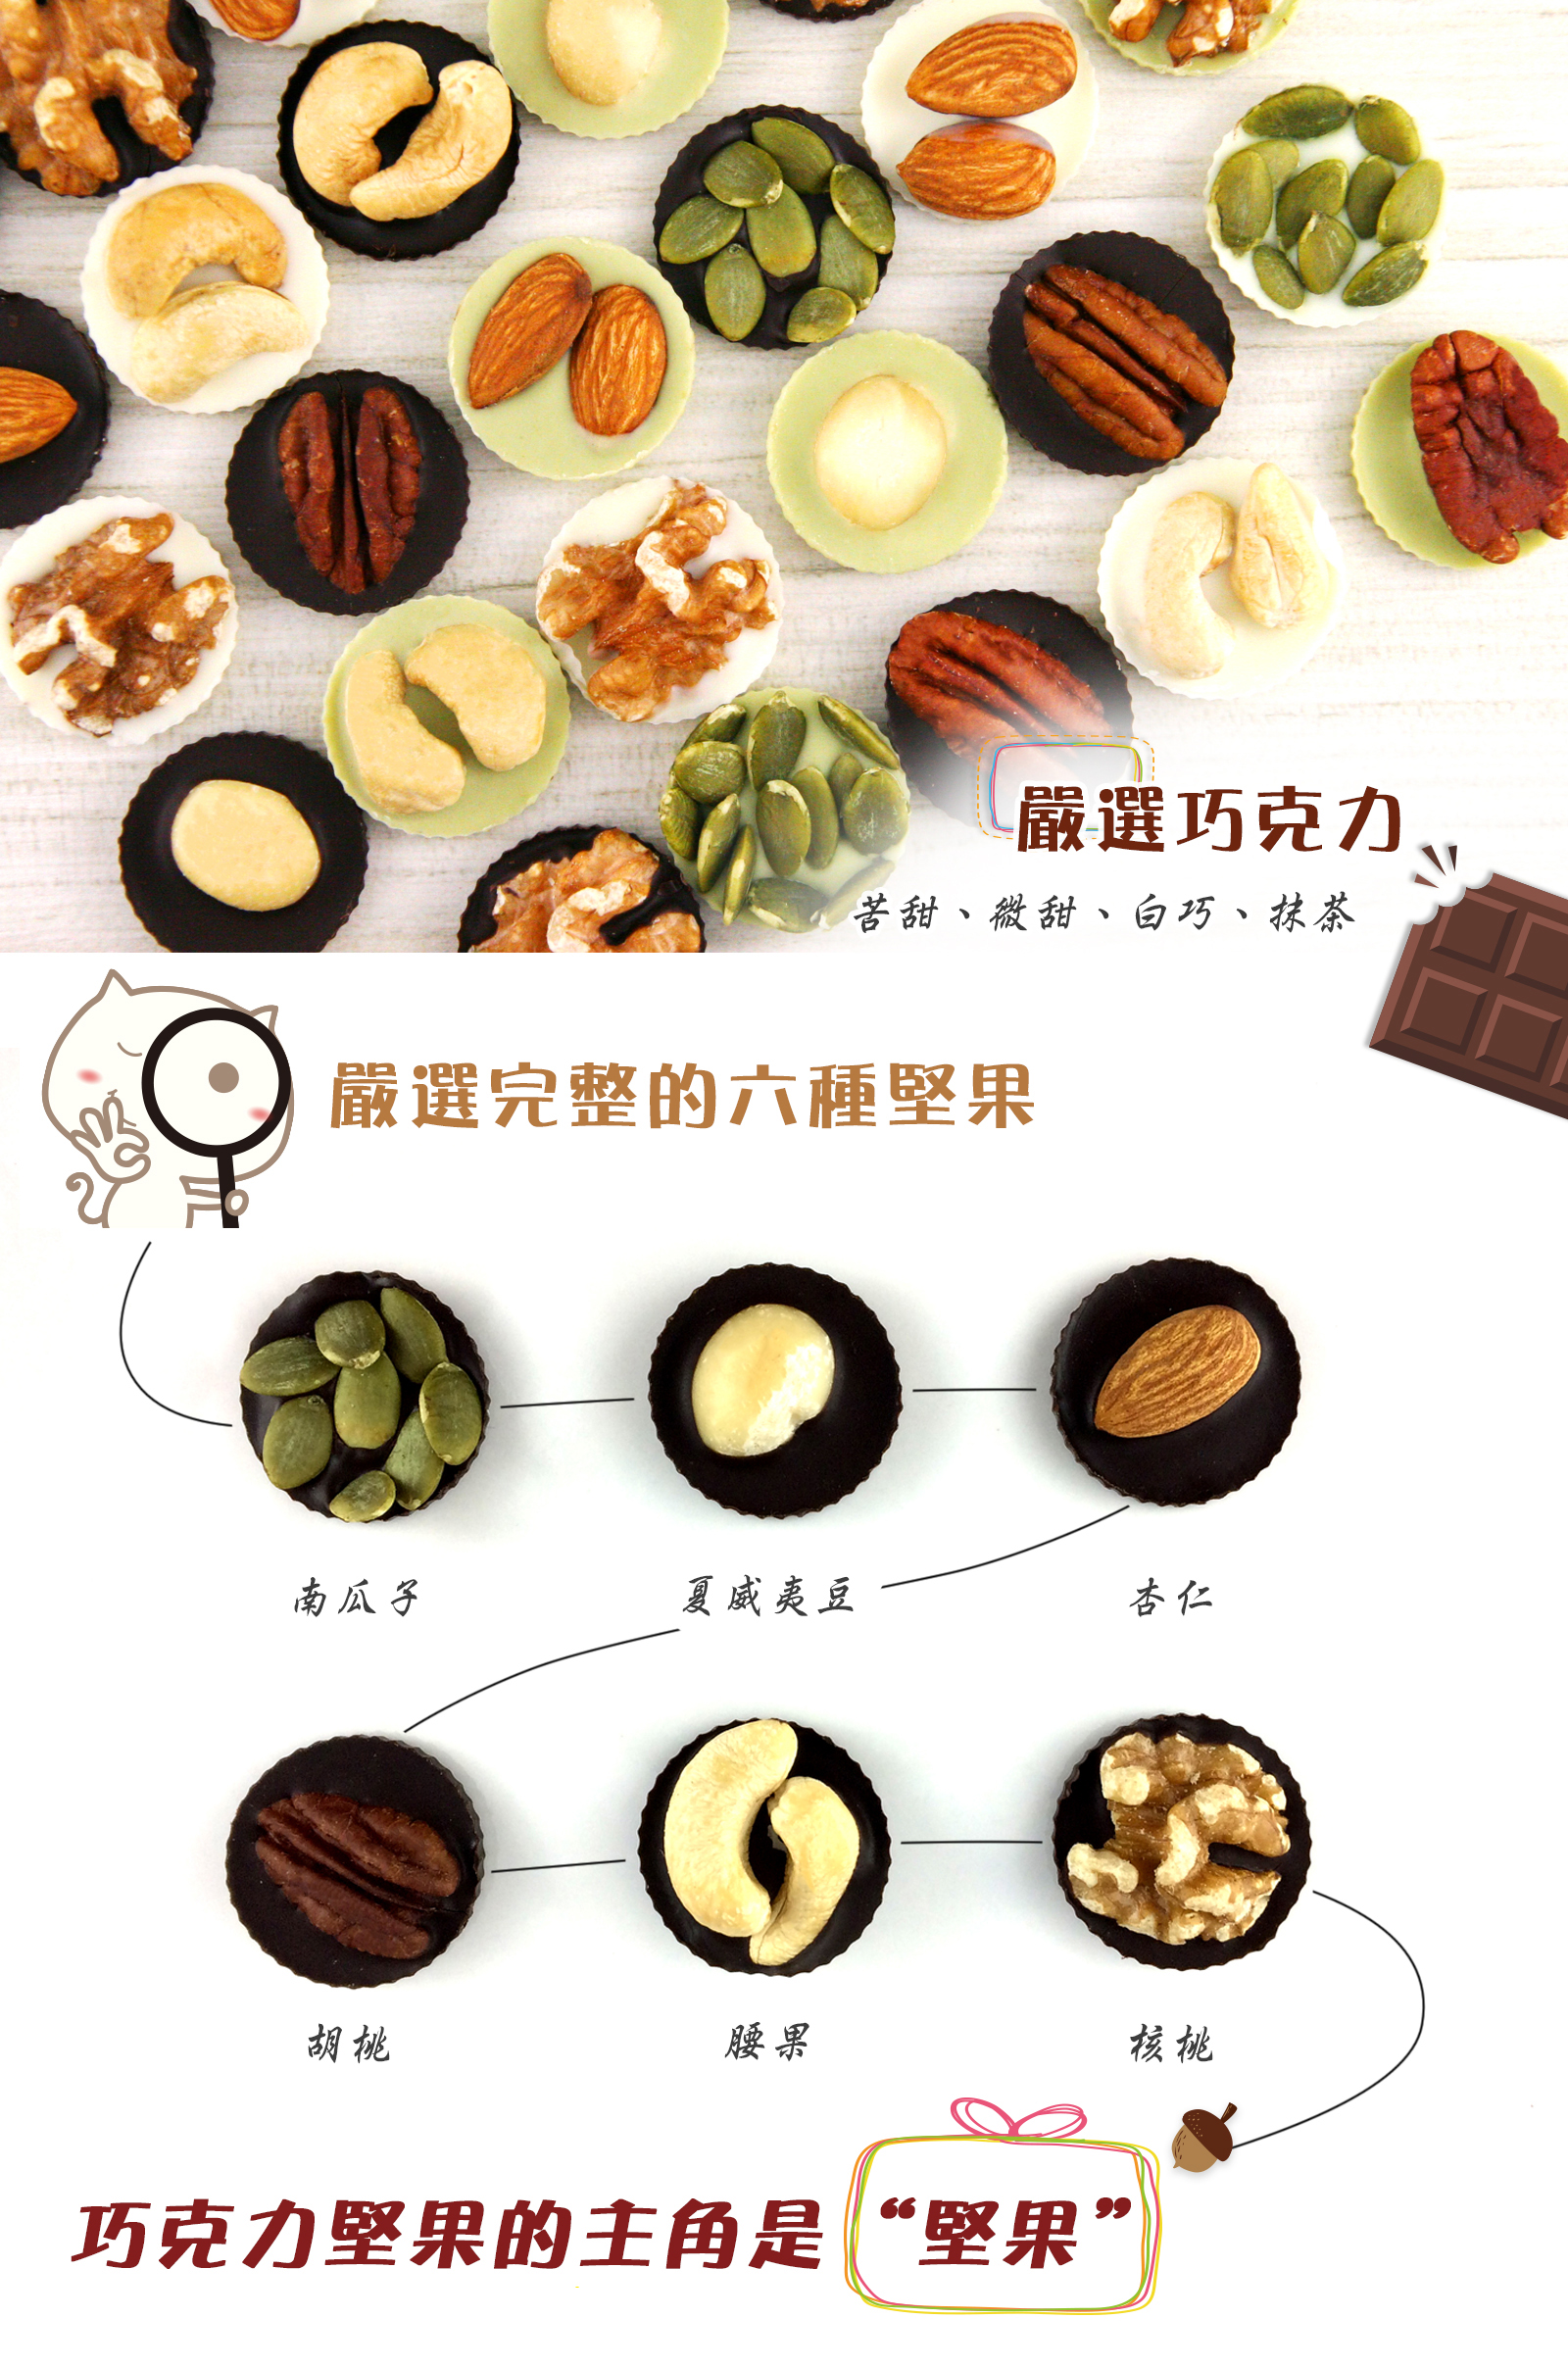 嚴選巧克力
苦甜、微甜、白巧、抹茶
嚴選完整的六種堅果
南瓜子
夏威夷豆
杏仁
胡桃
腰果
核桃
巧克力堅果的主角是“堅果”